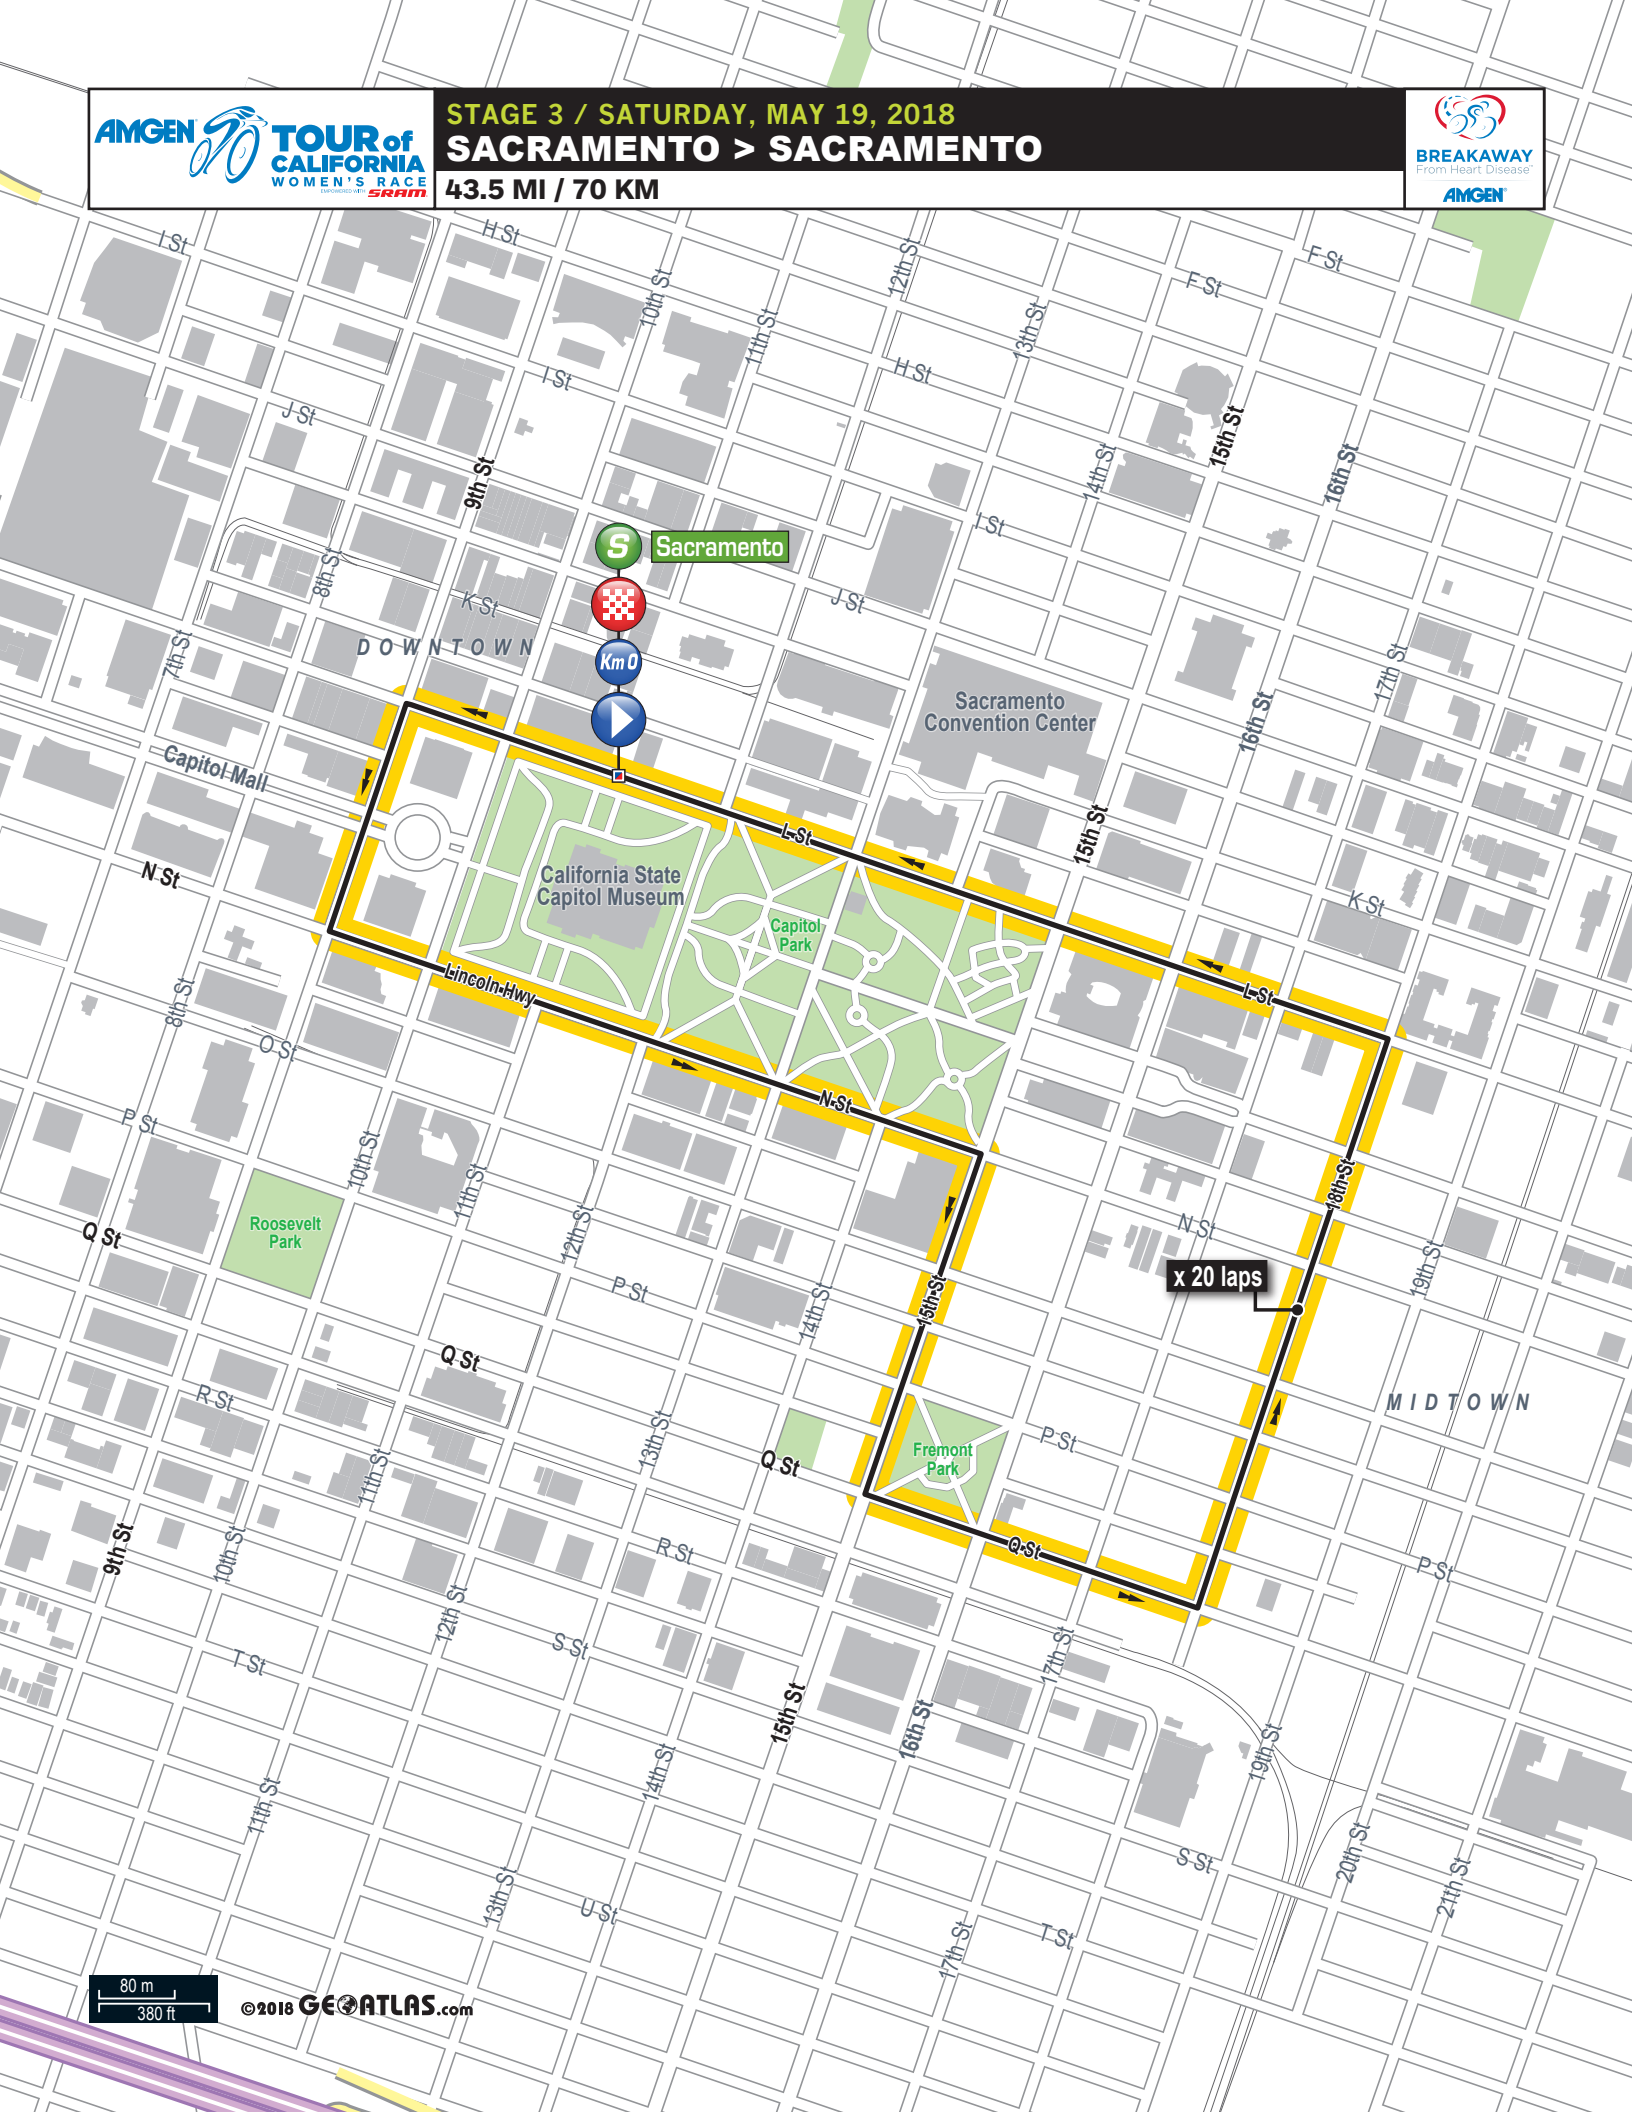 AMGEN
TOUR of
CALIFORNIA
WOMEN'S RACE
EMPOWERED WITH SRAM
STAGE 3 / SATURDAY, MAY 19, 2018
SACRAMENTO > SACRAMENTO
43.5 MI / 70 KM
BREAKAWAY
From Heart Disease
AMGEN
I St
H St
10th St
12th St
F St
F St
11th St
13th St
H St
I St
J St
15th St
9th St
14th St
16th St
I St
S
Sacramento
8th St
K St
J St
Km 0
DOWNTOWN
7th St
17th St
Sacramento
Convention Center
16th St
Capitol Mall
L St
15th St
N St
California State
Capitol Museum
K St
Capitol
Park
Lincoln Hwy
L St
8th St
O St
N St
P St
10th St
11th St
18th St
Q St
Roosevelt
Park
12th St
N St
19th St
x 20 laps
P St
15th St
14th St
Q St
R St
MIDTOWN
13th St
P St
Fremont
Park
Q St
11th St
9th St
10th St
R St
Q St
P St
12th St
T St
S St
17th St
15th St
16th St
19th St
14th St
11th St
20th St
S St
21th St
13th St
U St
17th St
T St
80 m
380 ft
©2018 GEOATLAS.com